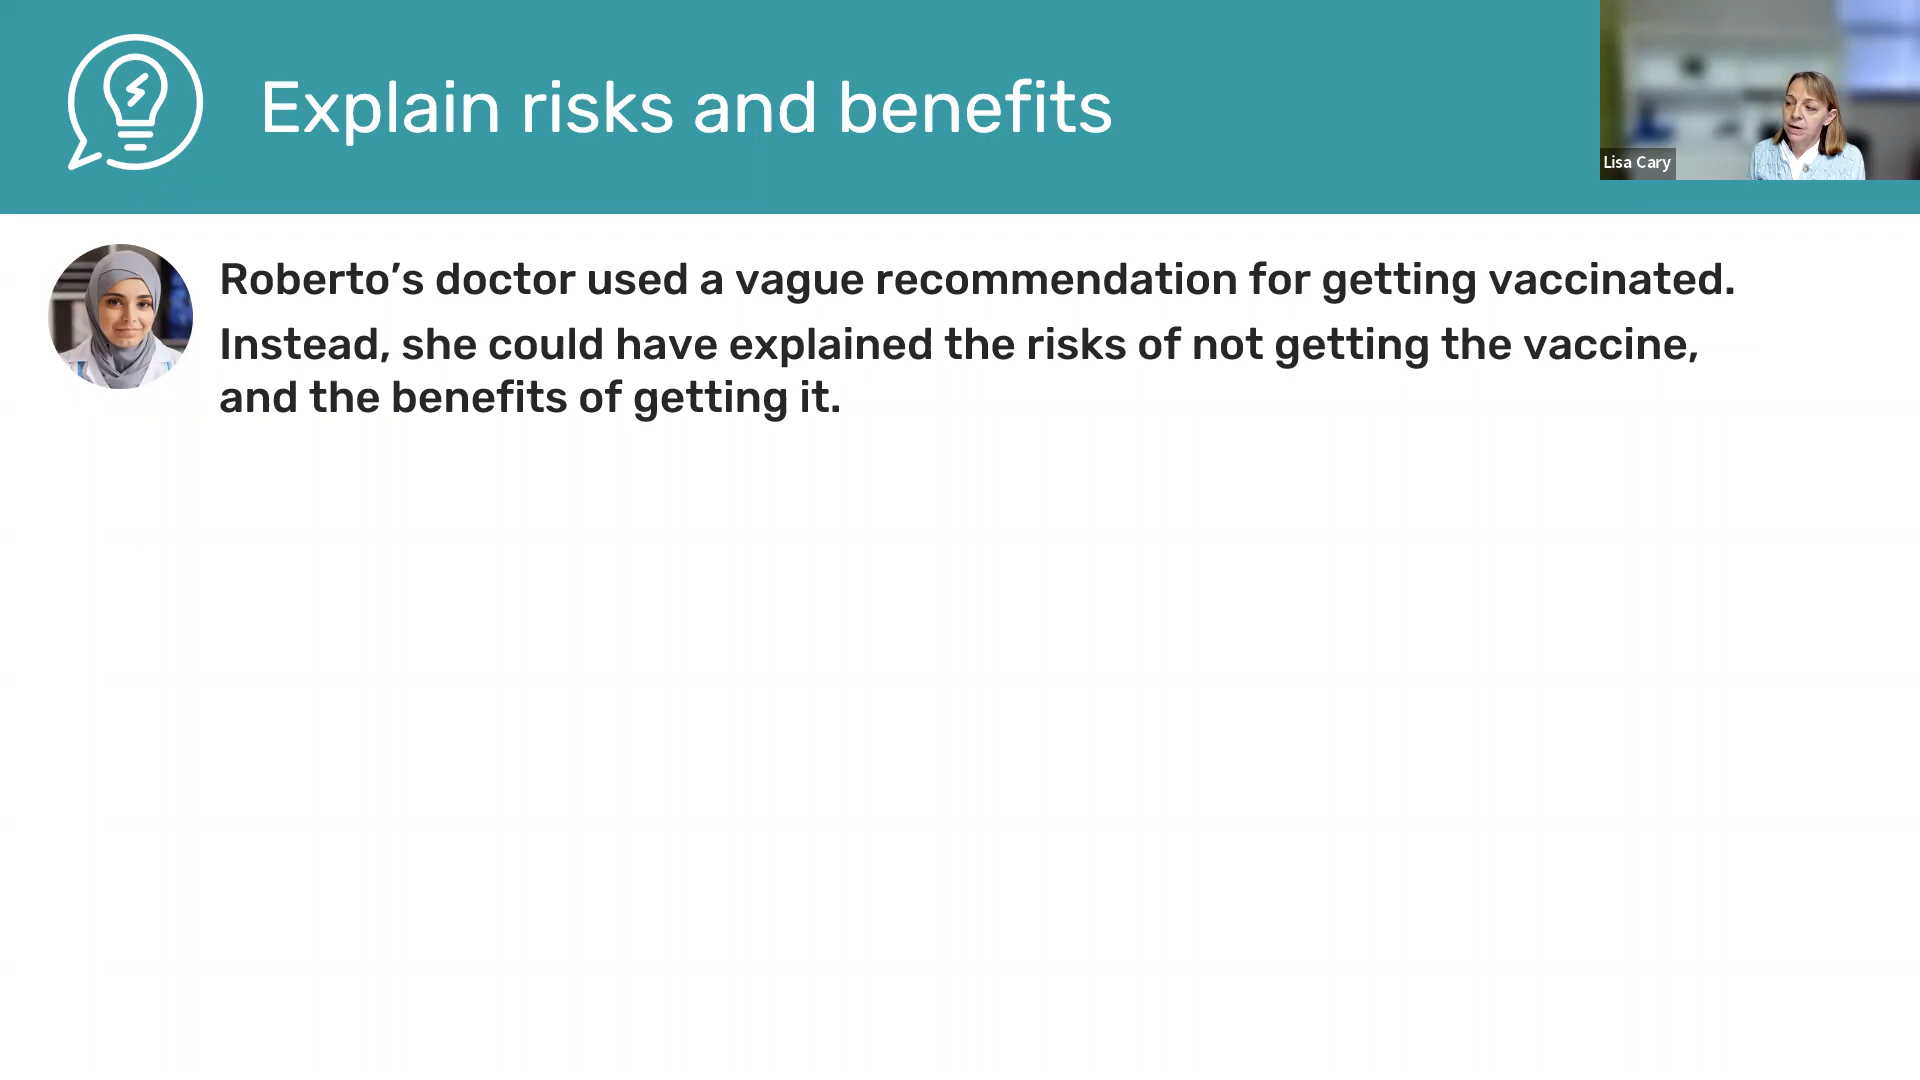 Explain risks and benefits
Lisa Cary
Roberto’s doctor used a vague recommendation for getting vaccinated.
Instead, she could have explained the risks of not getting the vaccine,
and the benefits of getting it.